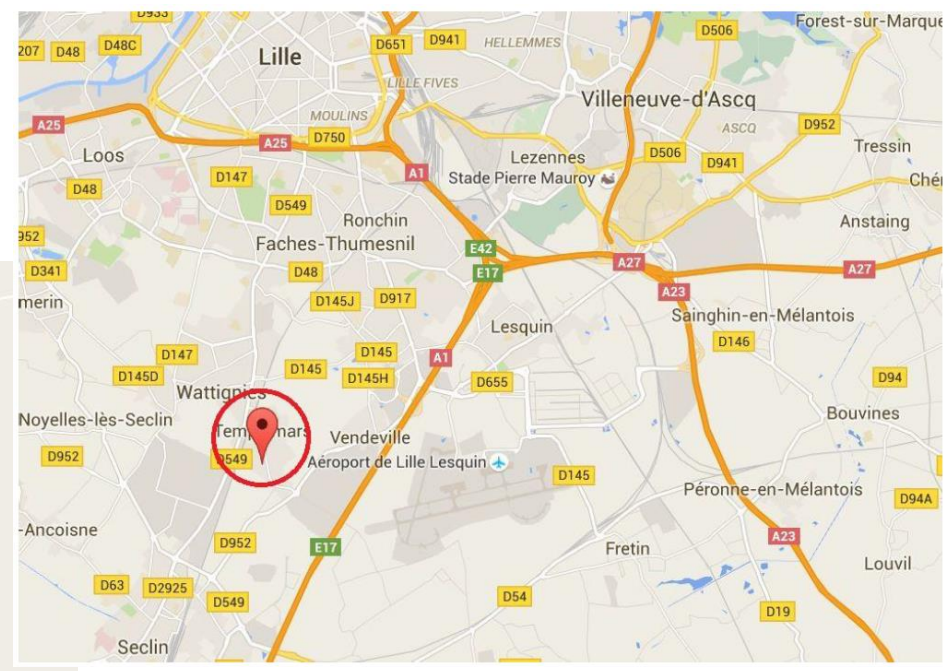 D933
D651
D941
HELLEMMES
D506
Forest-sur-Marque
207
D48
D48C
Lille
LILLE FIVES
Villeneuve-d'Ascq
MOULINS
ASCQ
D952
A25
A25
D750
Loos
A1
Lezennes
D506
D941
Tressin
Stade Pierre Mauroy
D48
D147
D549
Ronchin
Anstaing
952
Faches-Thumesnil
E42
D341
D48
E17
A27
A27
merin
D145J
D917
A23
Lesquin
Sainghin-en-Mélantois
D147
D145
A1
D146
D145D
D145
D145H
D655
D94
Wattignies
Noyelles-lès-Seclin
Bouvines
Vendeville
D952
D549
Aéroport de Lille Lesquin
D145
Péronne-en-Mélantois
D94A
-Ancoisne
D952
E17
A23
Fretin
Louvil
D63
D2925
D549
D54
D19
Seclin